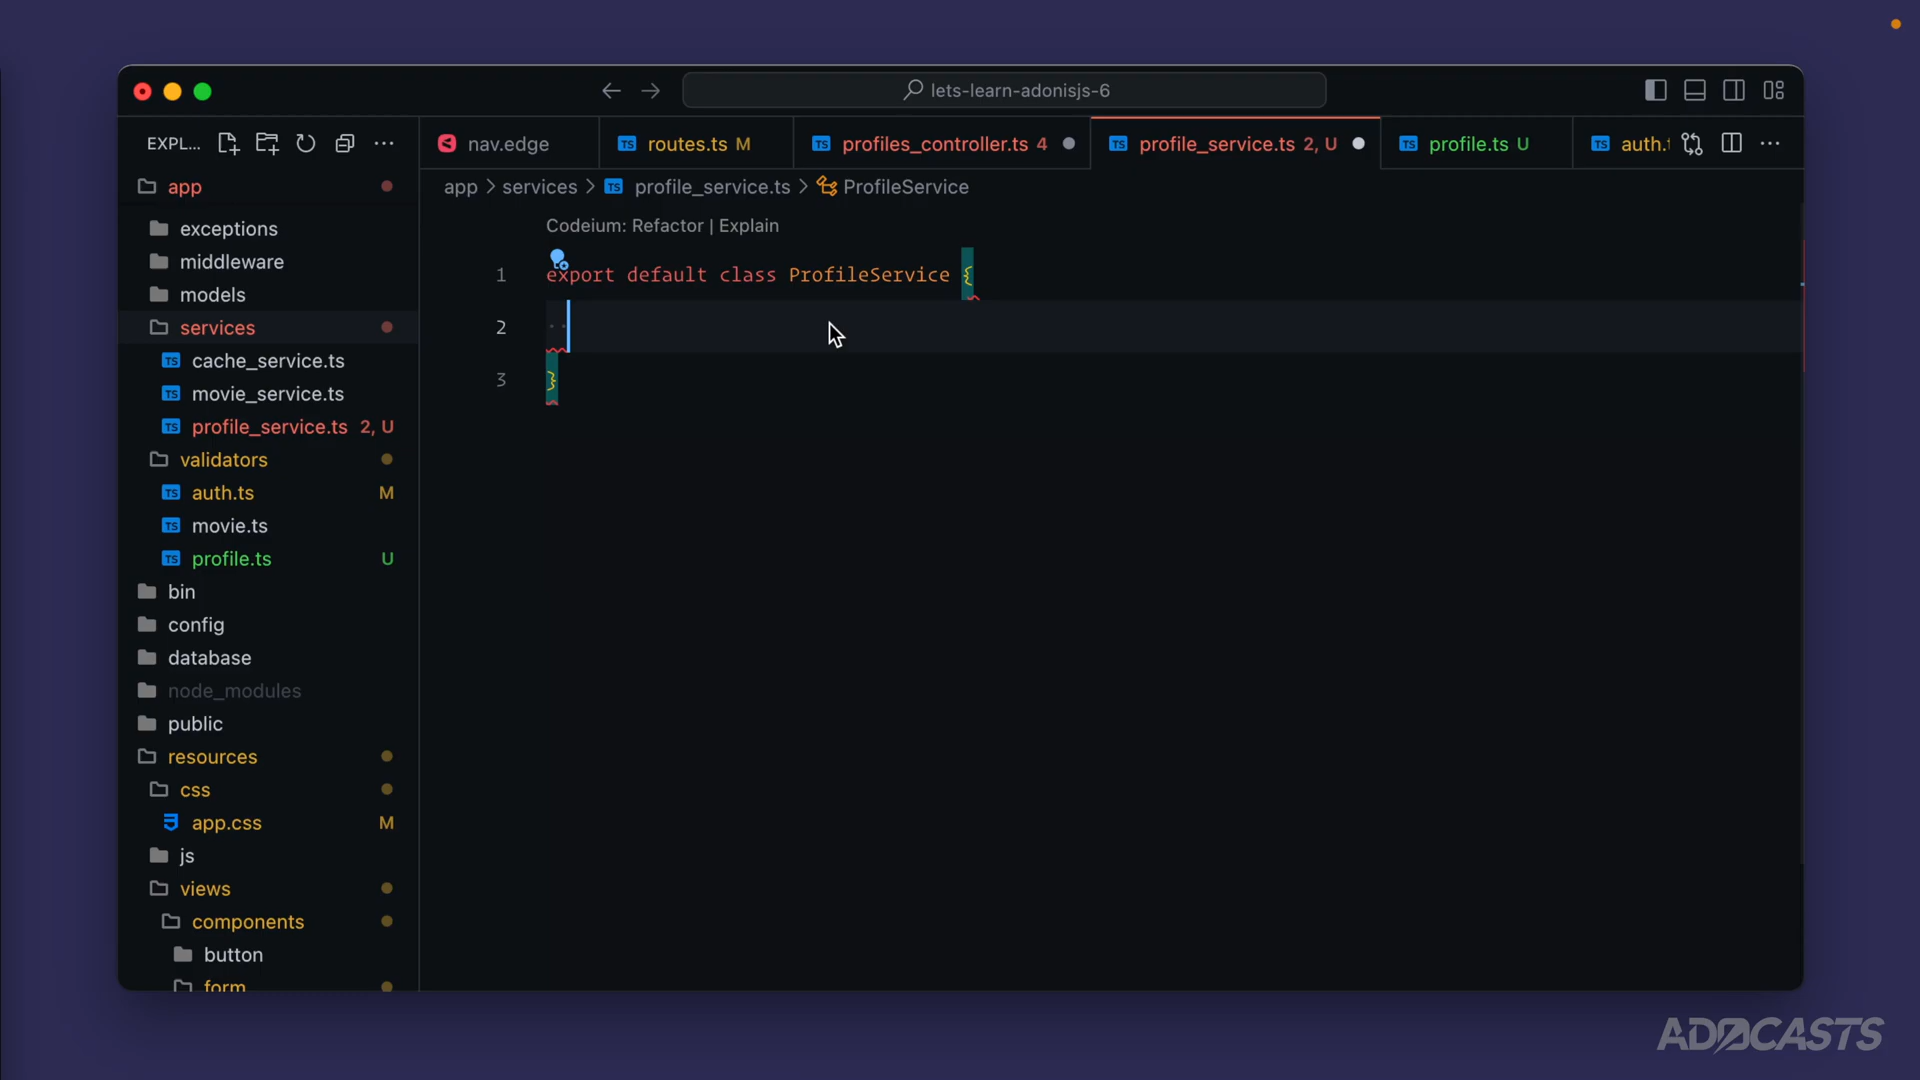 lets-learn-adonisjs-6
EXPL...
nav.edge
routes.ts M
profiles_controller.ts 4
profile_service.ts 2, U
profile.ts U
auth.t
app
app > services > profile_service.ts > ProfileService
exceptions
middleware
models
services
cache_service.ts
movie_service.ts
profile_service.ts 2, U
validators
auth.ts M
movie.ts
profile.ts U
bin
config
database
node_modules
public
resources
css
app.css M
js
views
components
button
form
Codeium: Refactor | Explain
1 export default class ProfileService {
2
3 }
ADOCASTS